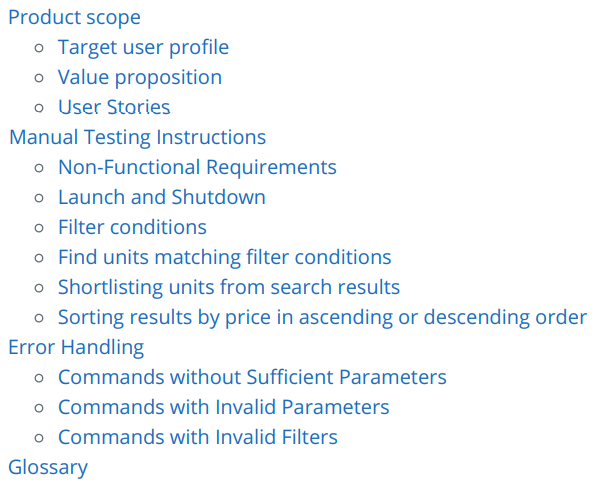 Product scope
Target user profile
Value proposition
User Stories
Manual Testing Instructions
Non-Functional Requirements
Launch and Shutdown
Filter conditions
Find units matching filter conditions
Shortlisting units from search results
Sorting results by price in ascending or descending order
Error Handling
Commands without Sufficient Parameters
Commands with Invalid Parameters
Commands with Invalid Filters
Glossary